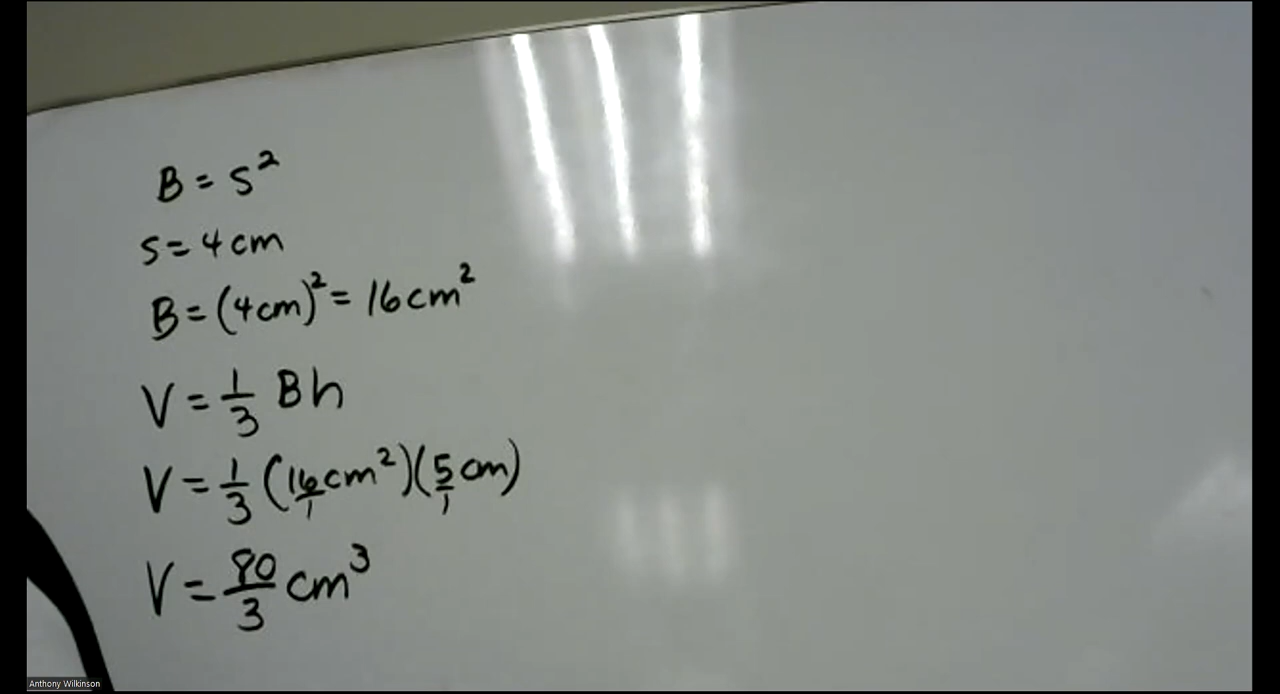 B = s²
s = 4 cm
B = (4cm)² = 16 cm²
V = 1/3 Bh
V = 1/3 (16/1 cm²)(5/1 cm)
V = 80/3 cm³
Anthony Wilkinson